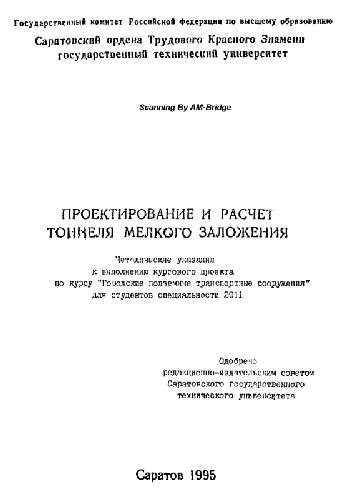 Государственный комитет Российской Федерации по высшему образованию
Саратовский ордена Трудового Красного Знамени
государственный технический университет
Scanning By AM-Bridge
ПРОЕКТИРОВАНИЕ И РАСЧЕТ
ТОННЕЛЯ МЕЛКОГО ЗАЛОЖЕНИЯ
Методические указания
к выполнению курсового проекта
по курсу "Городские подземные транспортные сооружения"
для студентов специальности 2911
Одобрено
редакционно-издательским советом
Саратовского государственного
технического университета
Саратов 1995